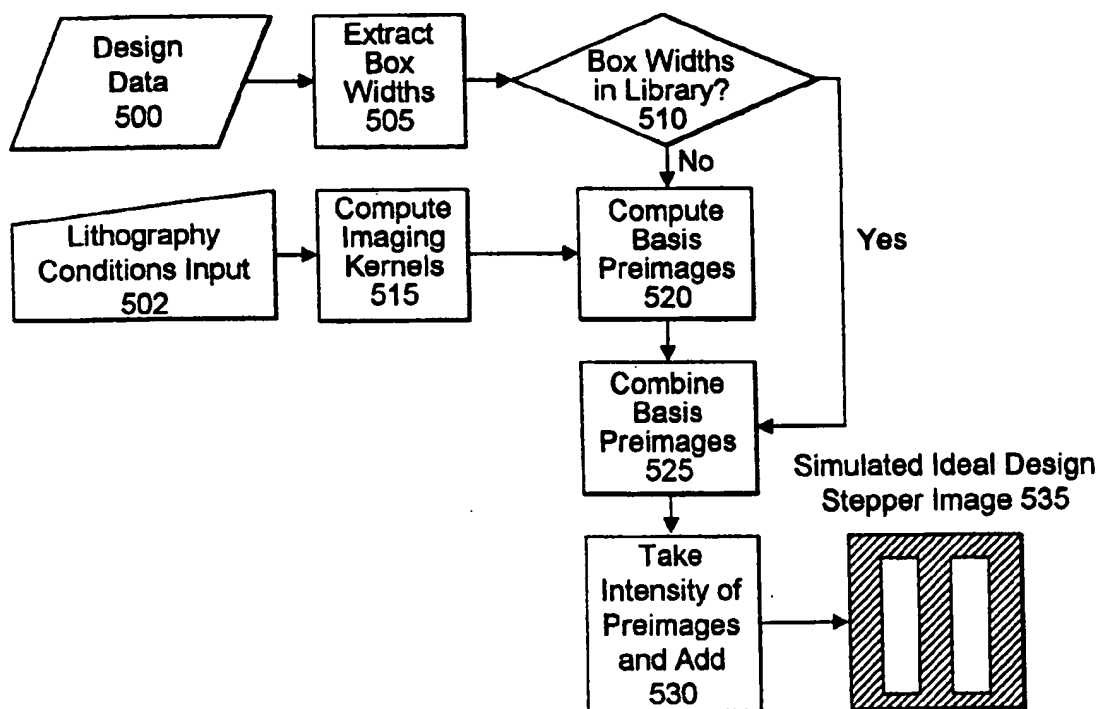 Design
Data
500
Extract
Box
Widths
505
Box Widths
in Library?
510
No
Yes
Lithography
Conditions Input
502
Compute
Imaging
Kernels
515
Compute
Basis
Preimages
520
Combine
Basis
Preimages
525
Simulated Ideal Design
Stepper Image 535
Take
Intensity of
Preimages
and Add
530